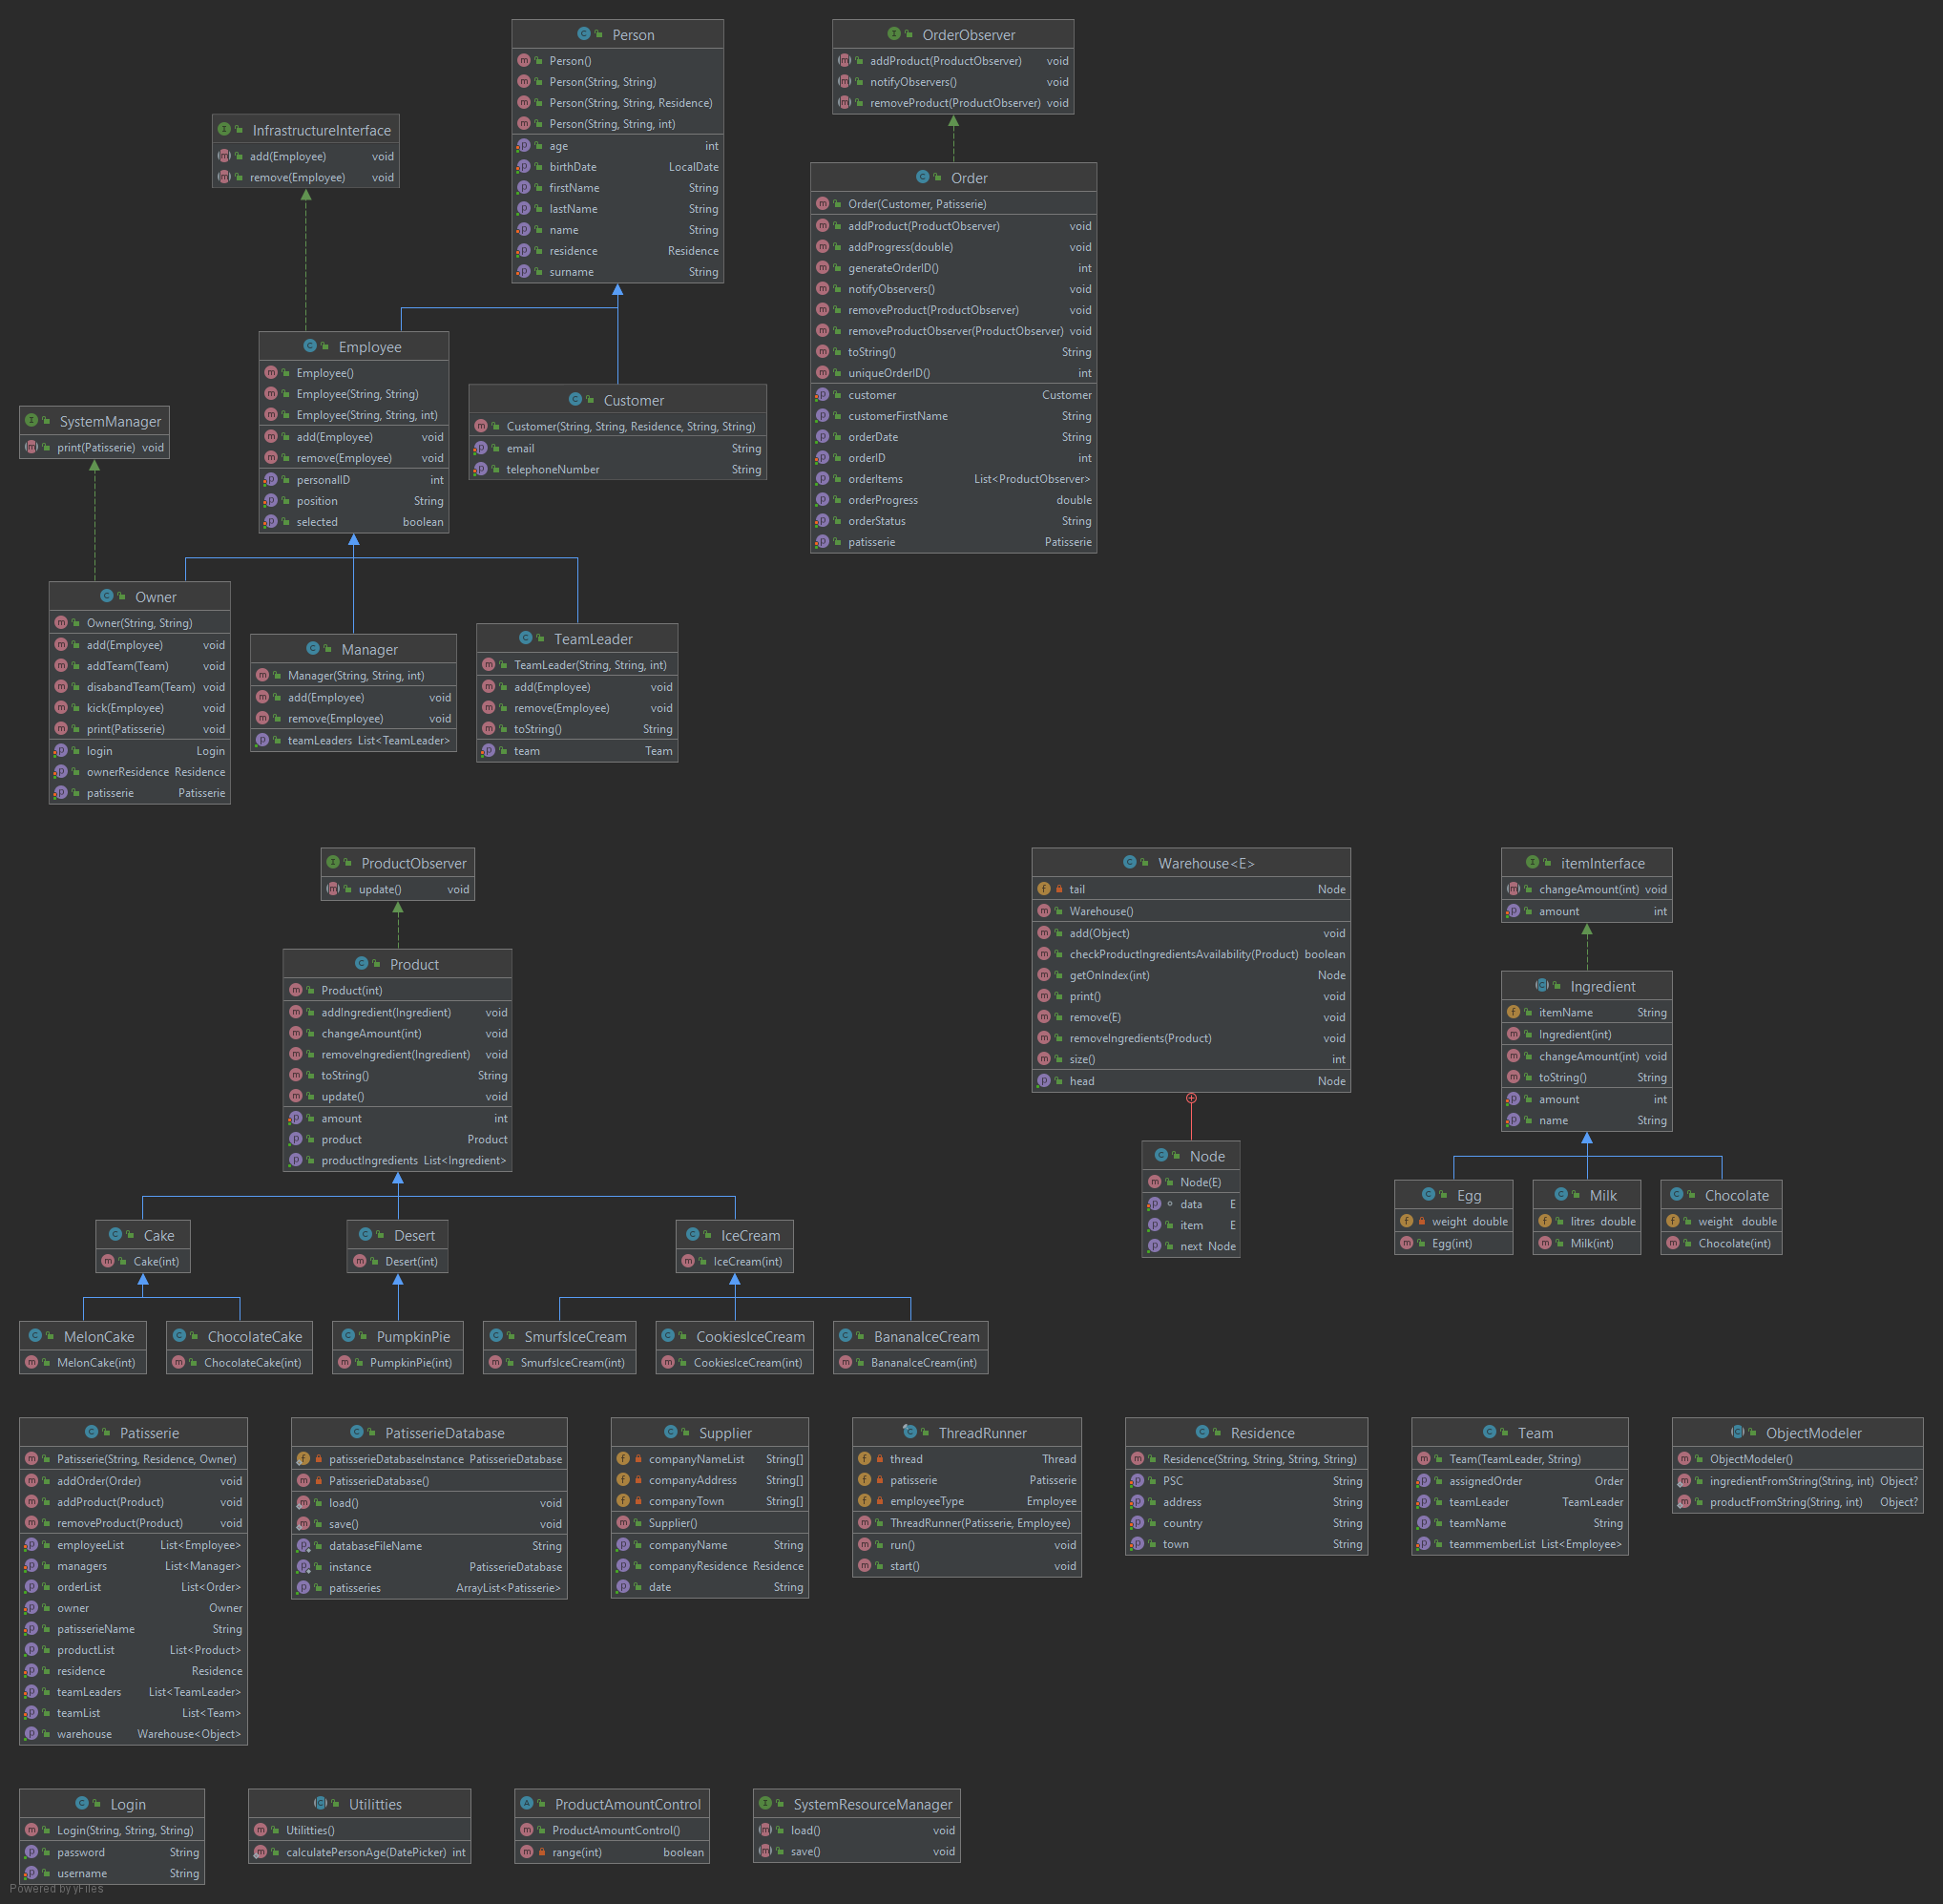 Person
Person()
Person(String, String)
Person(String, String, Residence)
Person(String, String, int)
age int
birthDate LocalDate
firstName String
lastName String
name String
residence Residence
surname String
OrderObserver
addProduct(ProductObserver) void
notifyObservers() void
removeProduct(ProductObserver) void
InfrastructureInterface
add(Employee) void
remove(Employee) void
Order
Order(Customer, Patisserie)
addProduct(ProductObserver) void
addProgress(double) void
generateOrderID() int
notifyObservers() void
removeProduct(ProductObserver) void
removeProductObserver(ProductObserver) void
toString() String
uniqueOrderID() int
customer Customer
customerFirstName String
orderDate String
orderID int
orderItems List<ProductObserver>
orderProgress double
orderStatus String
patisserie Patisserie
Employee
Employee()
Employee(String, String)
Employee(String, String, int)
add(Employee) void
remove(Employee) void
personalID int
position String
selected boolean
Customer
Customer(String, String, Residence, String, String)
email String
telephoneNumber String
SystemManager
print(Patisserie) void
Owner
Owner(String, String)
add(Employee) void
addTeam(Team) void
disabandTeam(Team) void
kick(Employee) void
print(Patisserie) void
login Login
ownerResidence Residence
patisserie Patisserie
Manager
Manager(String, String, int)
add(Employee) void
remove(Employee) void
teamLeaders List<TeamLeader>
TeamLeader
TeamLeader(String, String, int)
add(Employee) void
remove(Employee) void
toString() String
team Team
ProductObserver
update() void
Product
Product(int)
addIngredient(Ingredient) void
changeAmount(int) void
removeIngredient(Ingredient) void
toString() String
update() void
amount int
product Product
productIngredients List<Ingredient>
Warehouse<E>
tail Node
Warehouse()
add(Object) void
checkProductIngredientsAvailability(Product) boolean
getOnIndex(int) Node
print() void
remove(E) void
removeIngredients(Product) void
size() int
head Node
Node
Node(E)
data E
item E
next Node
itemInterface
changeAmount(int) void
amount int
Ingredient
itemName String
Ingredient(int)
changeAmount(int) void
toString() String
amount int
name String
Egg
weight double
Egg(int)
Milk
litres double
Milk(int)
Chocolate
weight double
Chocolate(int)
Cake
Cake(int)
Desert
Desert(int)
IceCream
IceCream(int)
MelonCake
MelonCake(int)
ChocolateCake
ChocolateCake(int)
PumpkinPie
PumpkinPie(int)
SmurfsIceCream
SmurfsIceCream(int)
CookiesIceCream
CookiesIceCream(int)
BananaIceCream
BananaIceCream(int)
Patisserie
Patisserie(String, Residence, Owner)
addOrder(Order) void
addProduct(Product) void
removeProduct(Product) void
employeeList List<Employee>
managers List<Manager>
orderList List<Order>
owner Owner
patisserieName String
productList List<Product>
residence Residence
teamLeaders List<TeamLeader>
teamList List<Team>
warehouse Warehouse<Object>
PatisserieDatabase
patisserieDatabaseInstance PatisserieDatabase
PatisserieDatabase()
load() void
save() void
databaseFileName String
instance PatisserieDatabase
patisseries ArrayList<Patisserie>
Supplier
companyNameList String[]
companyAddress String[]
companyTown String[]
Supplier()
companyName String
companyResidence Residence
date String
ThreadRunner
thread Thread
patisserie Patisserie
employeeType Employee
ThreadRunner(Patisserie, Employee)
run() void
start() void
Residence
Residence(String, String, String, String)
PSC String
address String
country String
town String
Team
Team(TeamLeader, String)
assignedOrder Order
teamLeader TeamLeader
teamName String
teammemberList List<Employee>
ObjectModeler
ObjectModeler()
ingredientFromString(String, int) Object?
productFromString(String, int) Object?
Login
Login(String, String, String)
password String
username String
Utilitties
Utilitties()
calculatePersonAge(DatePicker) int
ProductAmountControl
ProductAmountControl()
range(int) boolean
SystemResourceManager
load() void
save() void
Powered by yFiles